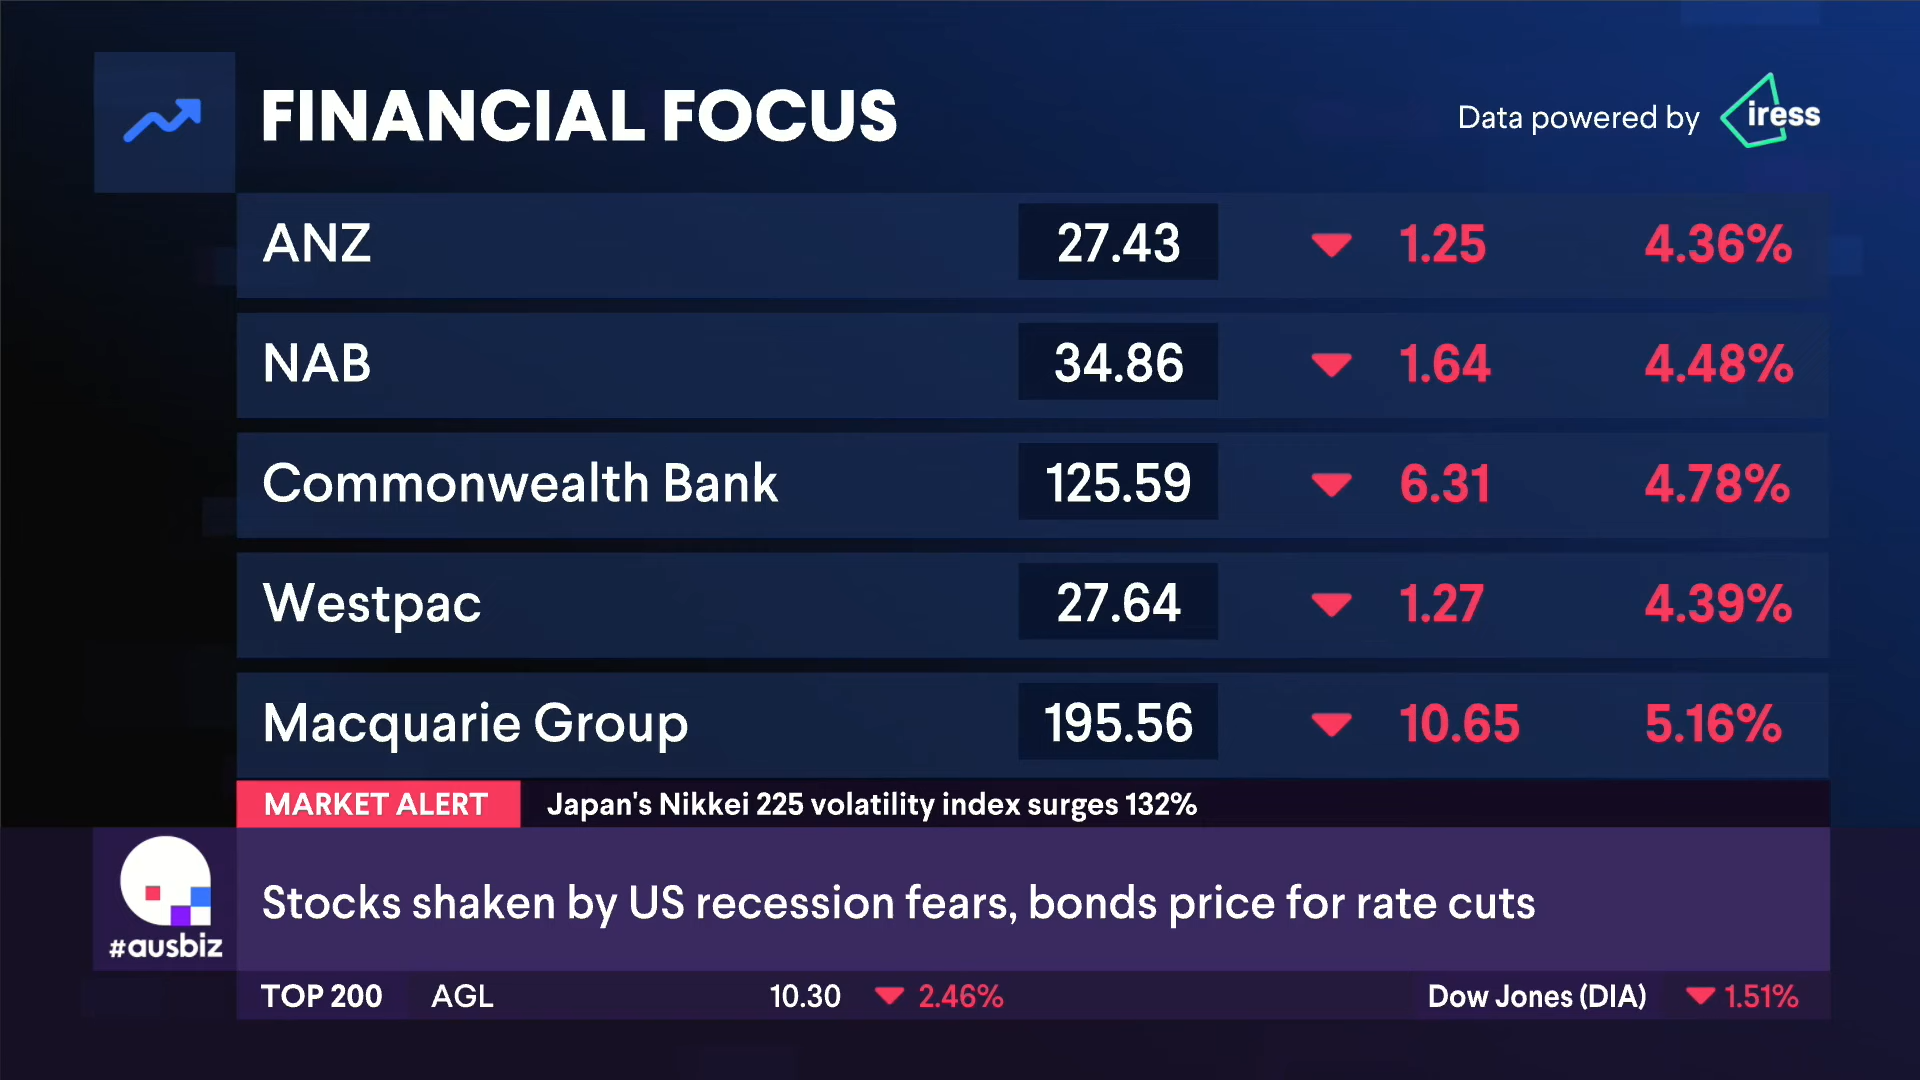 FINANCIAL FOCUS
Data powered by iress
ANZ 27.43 ▼ 1.25 4.36%
NAB 34.86 ▼ 1.64 4.48%
Commonwealth Bank 125.59 ▼ 6.31 4.78%
Westpac 27.64 ▼ 1.27 4.39%
Macquarie Group 195.56 ▼ 10.65 5.16%
MARKET ALERT Japan's Nikkei 225 volatility index surges 132%
Stocks shaken by US recession fears, bonds price for rate cuts
#ausbiz
TOP 200 AGL 10.30 ▼ 2.46% Dow Jones (DIA) ▼ 1.51%